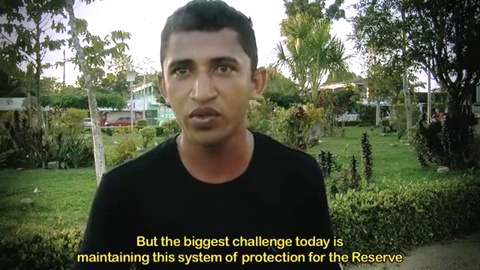 But the biggest challenge today is
maintaining this system of protection for the Reserve